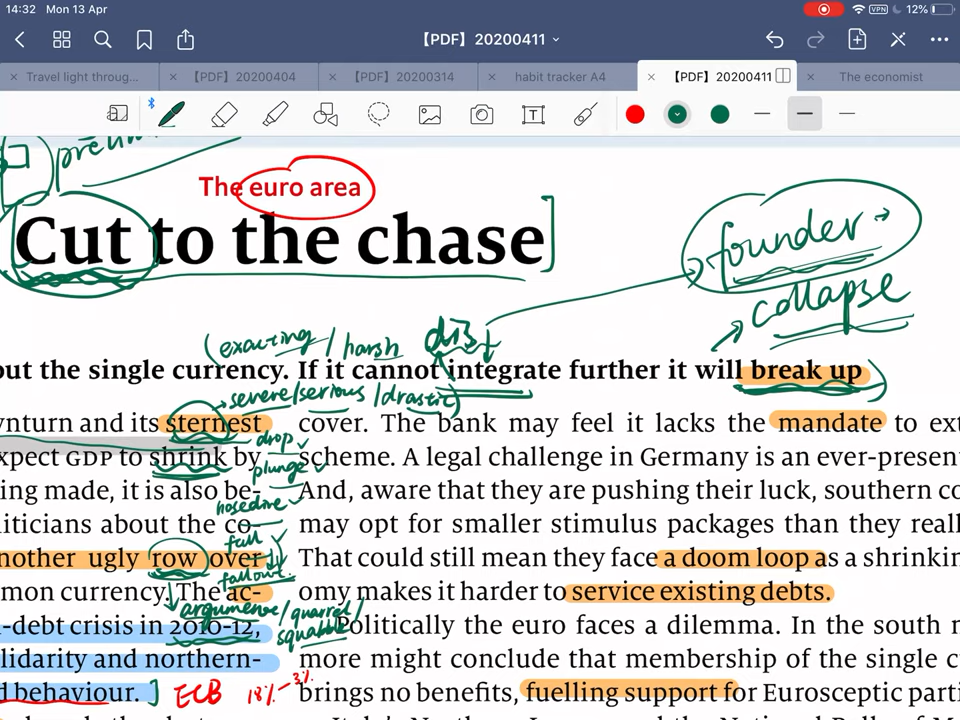 14:32 Mon 13 Apr
VPN 12%
【PDF】20200411
Travel light throug...
【PDF】20200404
【PDF】20200314
habit tracker A4
【PDF】20200411
The economist
T
The euro area
Cut to the chase
founder
collapse
(exacting / harsh
dis
out the single currency. If it cannot integrate further it will break up
severe/serious /drastic)
wnturn and its sternest
xpect GDP to shrink by
ing made, it is also be-
liticians about the co-
nother ugly row over
mon currency. The ac-
-debt crisis in 2010-12,
lidarity and northern-
d behaviour.
drop
plunge
nosedive
fall
fallout
argument/quarrel/
squabble
ECB 18% -3%
cover. The bank may feel it lacks the mandate to ext
scheme. A legal challenge in Germany is an ever-present
And, aware that they are pushing their luck, southern co
may opt for smaller stimulus packages than they reall
That could still mean they face a doom loop as a shrinkin
omy makes it harder to service existing debts.
Politically the euro faces a dilemma. In the south m
more might conclude that membership of the single cu
brings no benefits, fuelling support for Eurosceptic parti